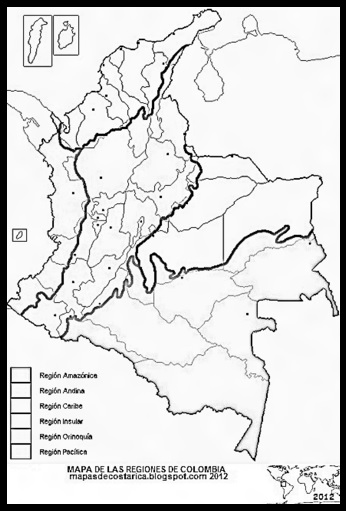 Región Amazónica
Región Andina
Región Caribe
Región Insular
Región Orinoquía
Región Pacífica
MAPA DE LAS REGIONES DE COLOMBIA
mapasdecostarica.blogspot.com 2012
2012